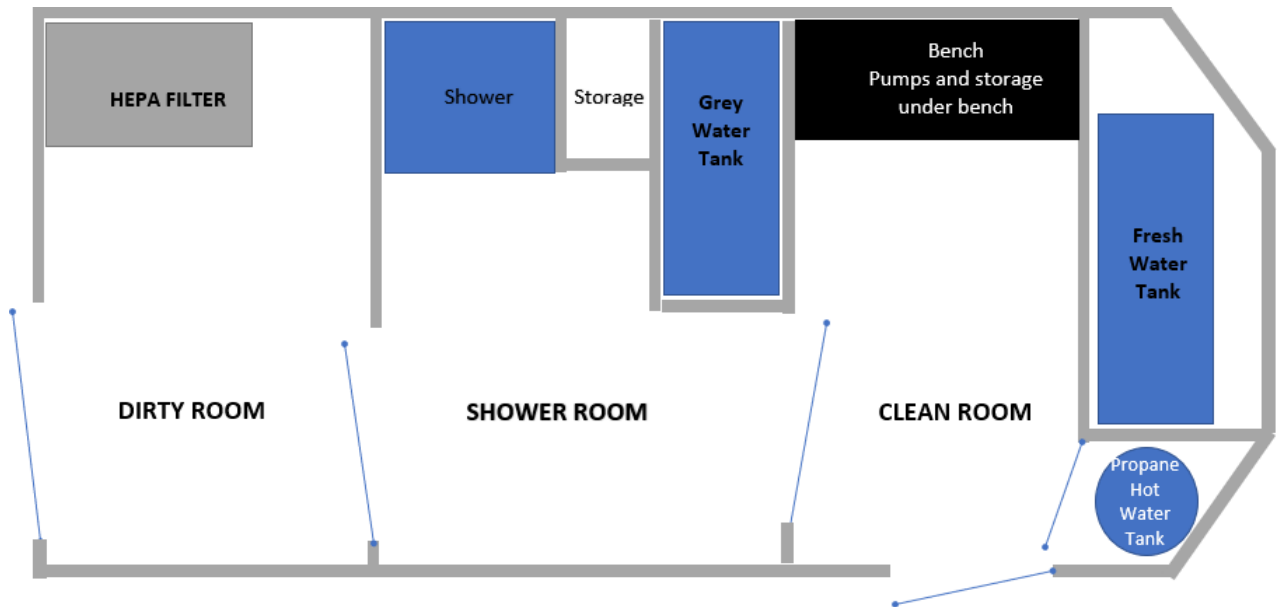 HEPA FILTER
Shower
Storage
Grey
Water
Tank
Bench
Pumps and storage
under bench
Fresh
Water
Tank
DIRTY ROOM
SHOWER ROOM
CLEAN ROOM
Propane
Hot
Water
Tank